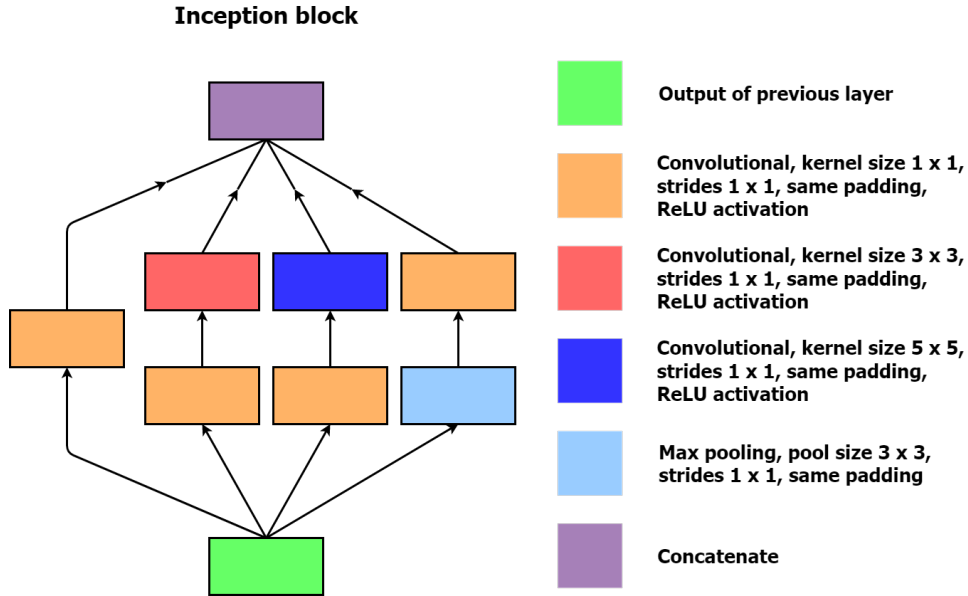 Inception block
Output of previous layer
Convolutional, kernel size 1 x 1,
strides 1 x 1, same padding,
ReLU activation
Convolutional, kernel size 3 x 3,
strides 1 x 1, same padding,
ReLU activation
Convolutional, kernel size 5 x 5,
strides 1 x 1, same padding,
ReLU activation
Max pooling, pool size 3 x 3,
strides 1 x 1, same padding
Concatenate